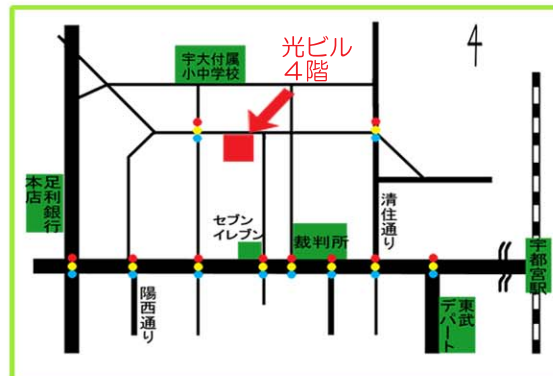 宇大付属
小中学校
光ビル
４階
足利銀行
本店
セブン
イレブン
裁判所
清住通り
宇都宮駅
陽西通り
東武
デパート